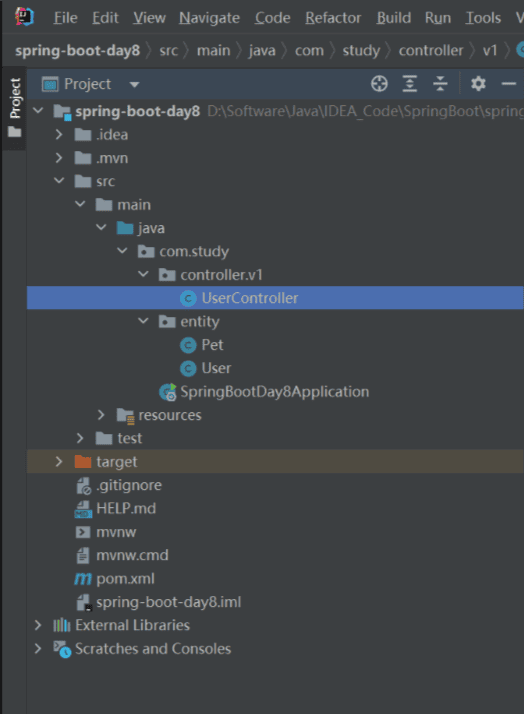 File Edit View Navigate Code Refactor Build Run Tools
spring-boot-day8 〉 src 〉 main 〉 java 〉 com 〉 study 〉 controller 〉 v1 〉
Project
Project
spring-boot-day8 D:\Software\Java\IDEA_Code\SpringBoot\spring
.idea
.mvn
src
main
java
com.study
controller.v1
UserController
entity
Pet
User
SpringBootDay8Application
resources
test
target
.gitignore
HELP.md
mvnw
mvnw.cmd
pom.xml
spring-boot-day8.iml
External Libraries
Scratches and Consoles